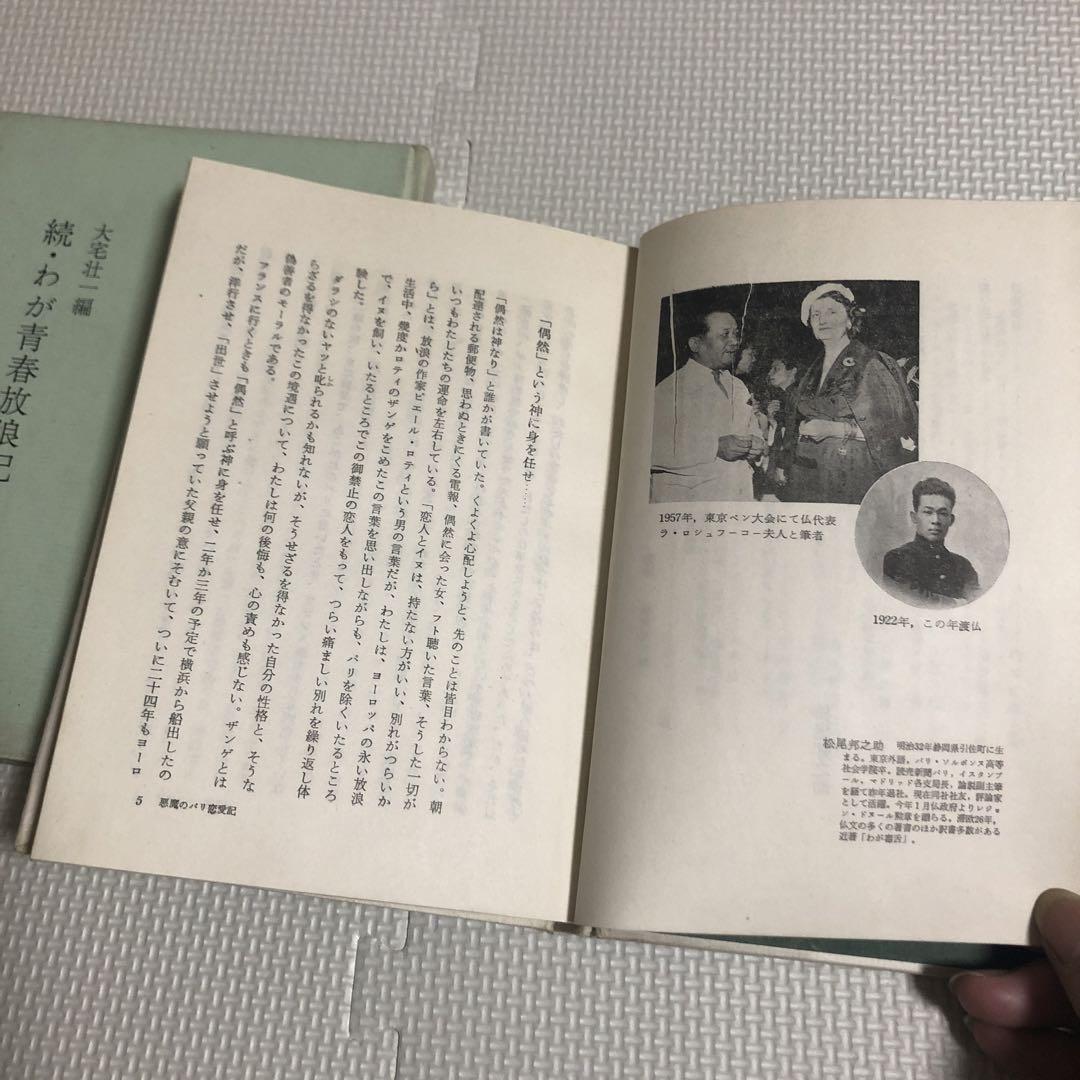 大宅壮一編
続・わが青春放浪記
1957年，東京ペン大会にて仏代表
ラ・ロシュフーコー夫人と筆者
1922年，この年渡仏
松尾邦之助　明治32年静岡県引佐町に生
まる。東京外語，パリ・ソルボンヌ高等
社会学院卒。読売新聞パリ，イスタンブ
ール，マドリッド各支局長，論説副主筆
を経て昨年退社。現在同社社友，評論家
として活躍。今年1月仏政府よりレジョ
ン・ドヌール勲章を贈らる。滞欧26年，
仏文の多くの著書のほか訳書多数がある
近著「わが毒舌」。
「偶然」という神に身を任せ……
「偶然は神なり」と誰かが書いていた。くよくよ心配しようと、先のことは皆目わからない。朝
配達される郵便物、思わぬときにくる電報、偶然に会った女、フト聴いた言葉、そうした一切が
いつもわたしたちの運命を左右している。「恋人とイヌは、持たない方がいい、別れがつらいか
ら」とは、放浪の作家ピエール・ロティという男の言葉だが、わたしは、ヨーロッパの永い放浪
生活中、幾度かロティのザンゲをこめたこの言葉を思い出しながらも、パリを除くいたるところ
で、イヌを飼い、いたるところでこの御禁止の恋人をもって、つらい痛ましい別れを繰り返し体
験した。
ダラシのないヤツと叱られるかも知れないが、そうせざるを得なかった自分の性格と、そうな
しか
らざるを得なかったこの境遇について、わたしは何の後悔も、心の責めも感じない。ザンゲとは
偽善者のモーラルである。
フランスに行くときも「偶然」と呼ぶ神に身を任せ、二年か三年の予定で横浜から船出したの
だが、洋行させ、「出世」させようと願っていた父親の意にそむいて、ついに二十四年もヨーロ
5　悪魔のパリ恋愛記